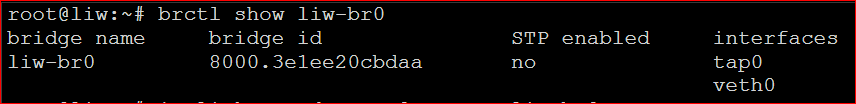 root@liw:~# brctl show liw-br0
bridge name bridge id STP enabled interfaces
liw-br0 8000.3e1ee20cbdaa no tap0
veth0